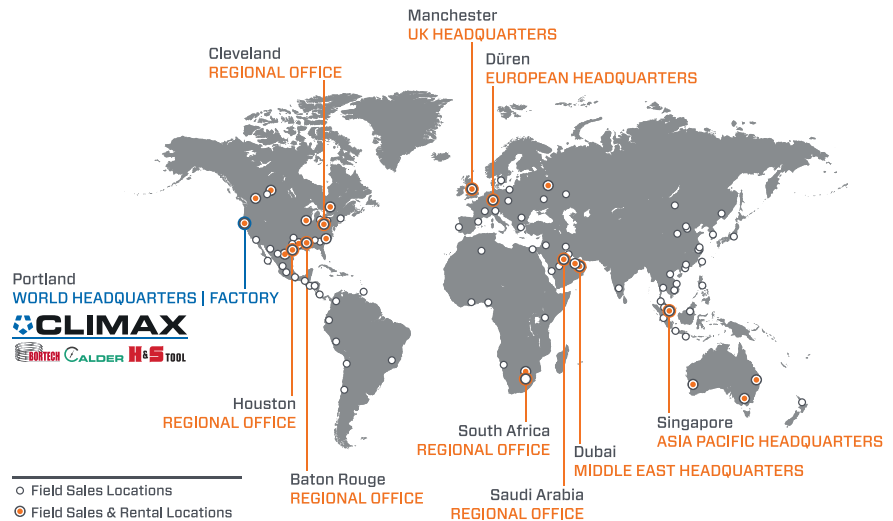 Manchester
UK HEADQUARTERS
Cleveland
REGIONAL OFFICE
Düren
EUROPEAN HEADQUARTERS
Portland
WORLD HEADQUARTERS | FACTORY
CLIMAX
BORTECH CALDER H&S TOOL
Houston
REGIONAL OFFICE
Baton Rouge
REGIONAL OFFICE
South Africa
REGIONAL OFFICE
Saudi Arabia
REGIONAL OFFICE
Dubai
MIDDLE EAST HEADQUARTERS
Singapore
ASIA PACIFIC HEADQUARTERS
Field Sales Locations
Field Sales & Rental Locations